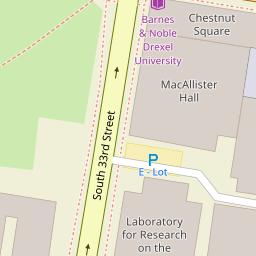 Barnes
& Noble
Drexel
University
Chestnut
Square
MacAllister
Hall
South 33rd Street
P
E - Lot
Laboratory
for Research
on the